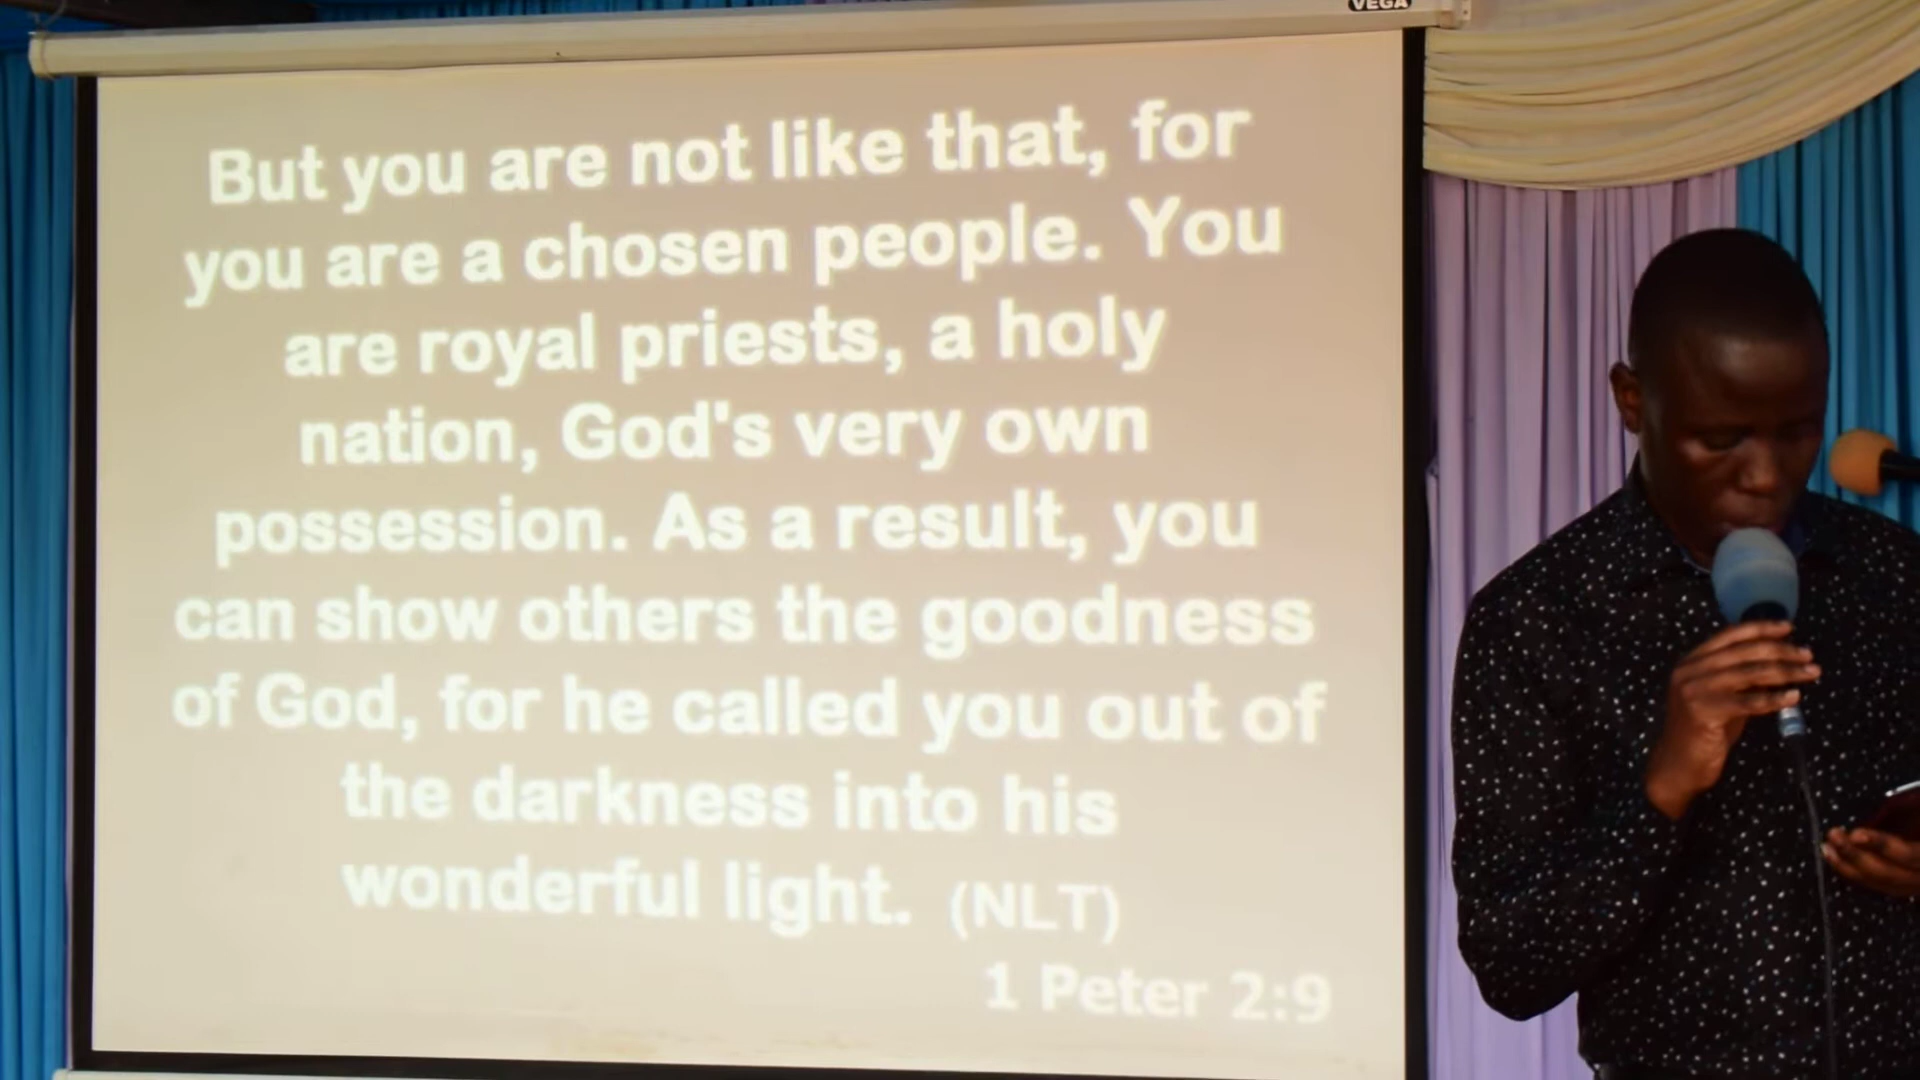 VEGA
But you are not like that, for
you are a chosen people. You
are royal priests, a holy
nation, God's very own
possession. As a result, you
can show others the goodness
of God, for he called you out of
the darkness into his
wonderful light. (NLT)
1 Peter 2:9